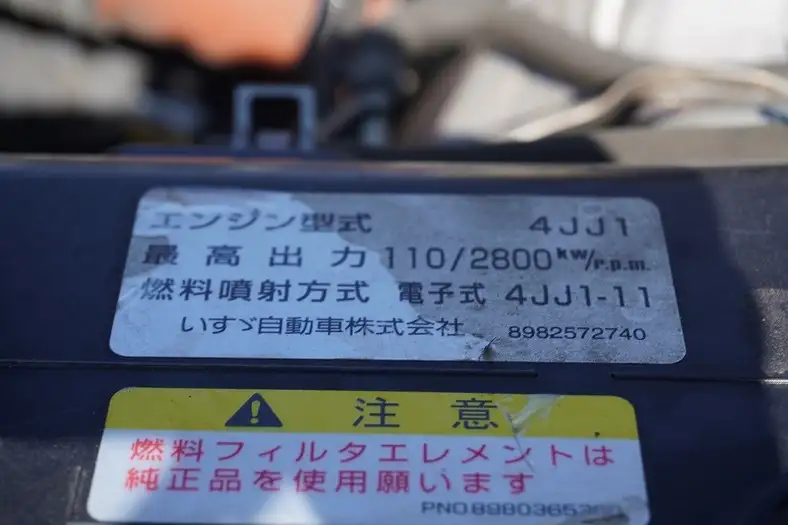 エンジン型式 4JJ1
最高出力 110/2800kW/r.p.m.
燃料噴射方式 電子式 4JJ1-11
いすゞ自動車株式会社 8982572740
注意
燃料フィルタエレメントは
純正品を使用願います